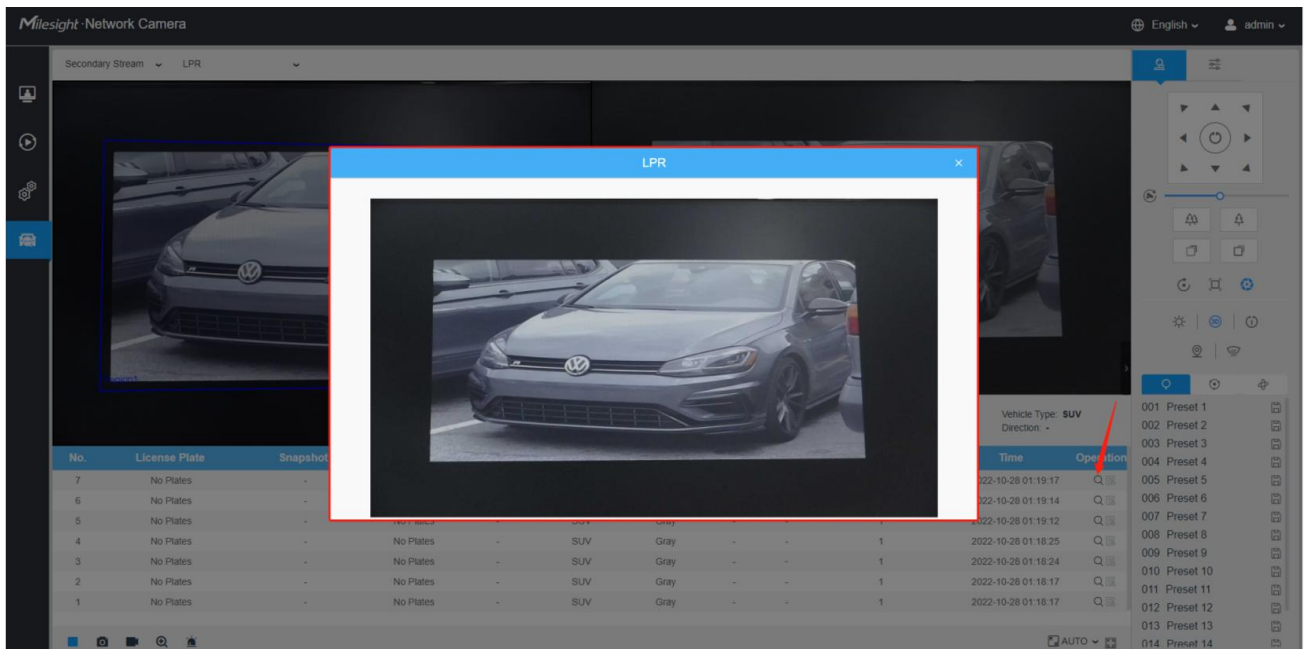 Milesight · Network Camera
English
admin
Secondary Stream
LPR
LPR
×
Vehicle Type: SUV
Direction: -
No. License Plate Snapshot Time Operation
7 No Plates - 2022-10-28 01:19:17
6 No Plates - 2022-10-28 01:19:14
5 No Plates - No Plates - SUV Gray - - 1 2022-10-28 01:19:12
4 No Plates - No Plates - SUV Gray - - 1 2022-10-28 01:18:25
3 No Plates - No Plates - SUV Gray - - 1 2022-10-28 01:18:24
2 No Plates - No Plates - SUV Gray - - 1 2022-10-28 01:18:17
1 No Plates - No Plates - SUV Gray - - 1 2022-10-28 01:18:17
AUTO
3D
001 Preset 1
002 Preset 2
003 Preset 3
004 Preset 4
005 Preset 5
006 Preset 6
007 Preset 7
008 Preset 8
009 Preset 9
010 Preset 10
011 Preset 11
012 Preset 12
013 Preset 13
014 Preset 14